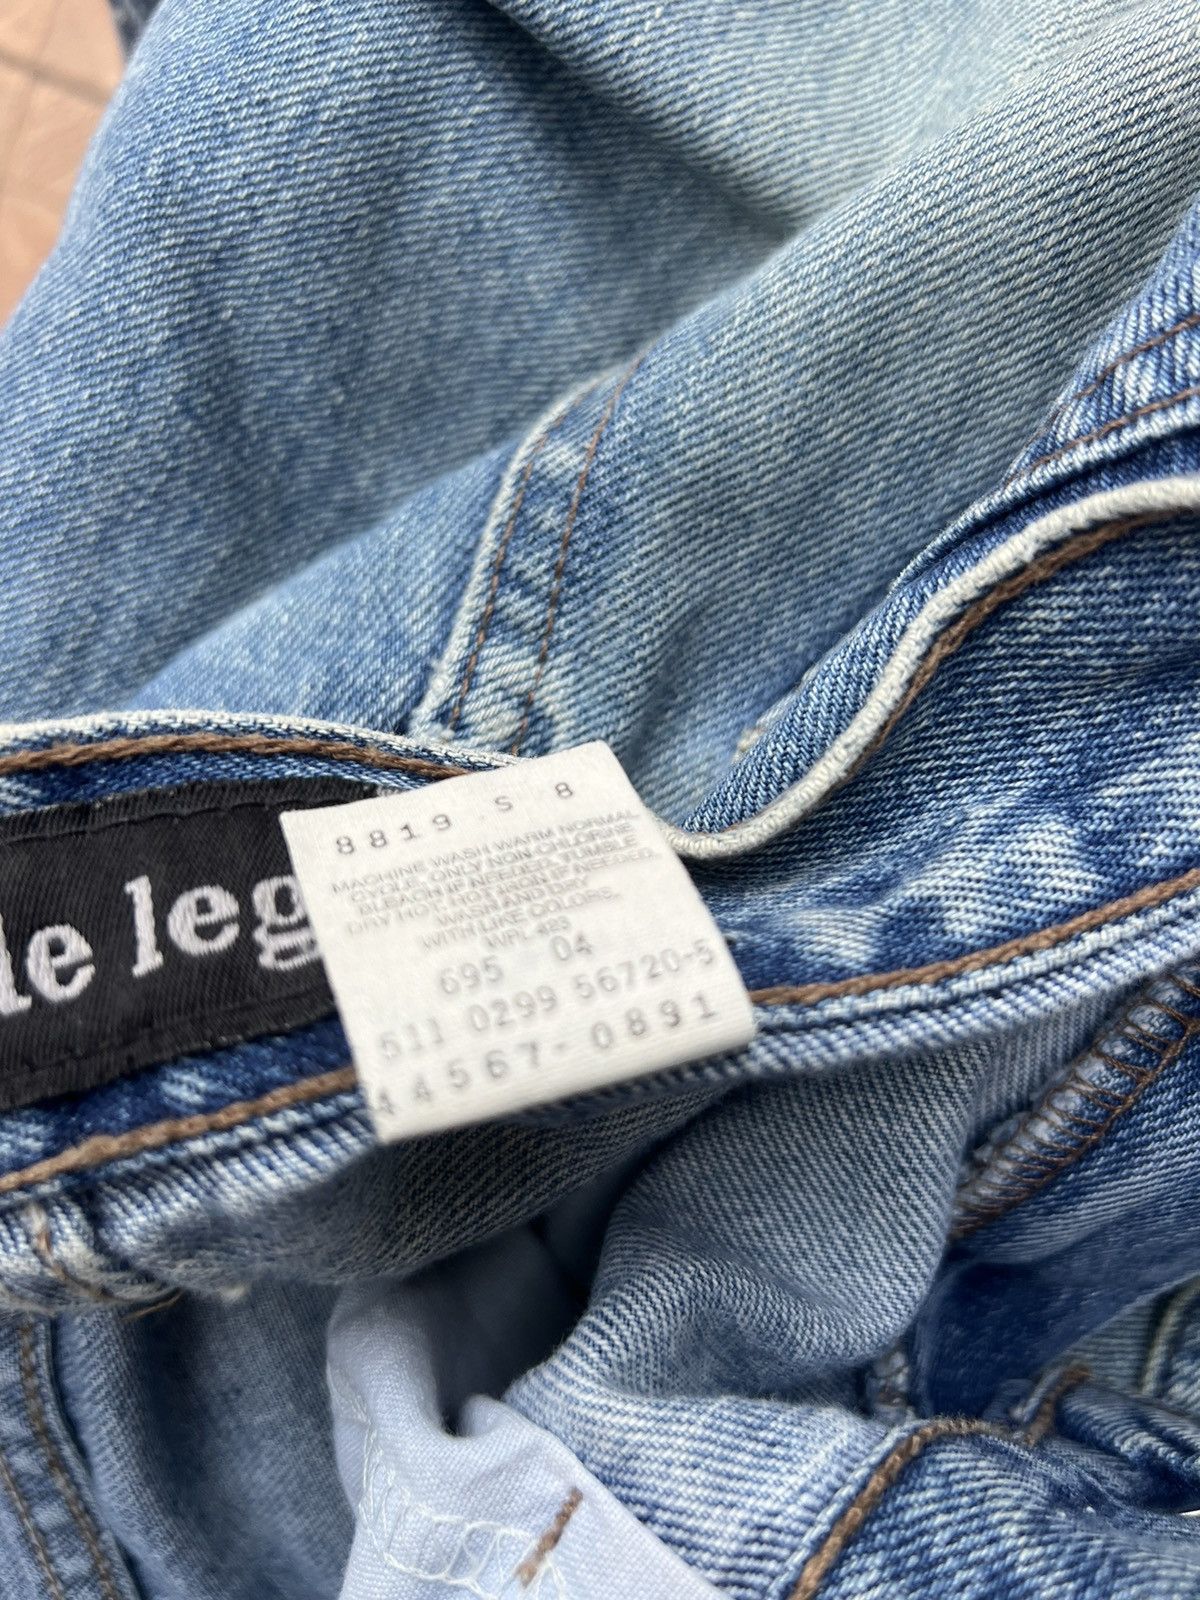 le leg
8819 S 8
MACHINE WASH WARM NORMAL
CYCLE, ONLY NON-CHLORINE
BLEACH IF NEEDED, TUMBLE
DRY HOT, HOT IRON IF NEEDED.
WASH AND DRY
WITH LIKE COLORS.
WPL-423
695 04
511 0299 56720-5
44567-0891